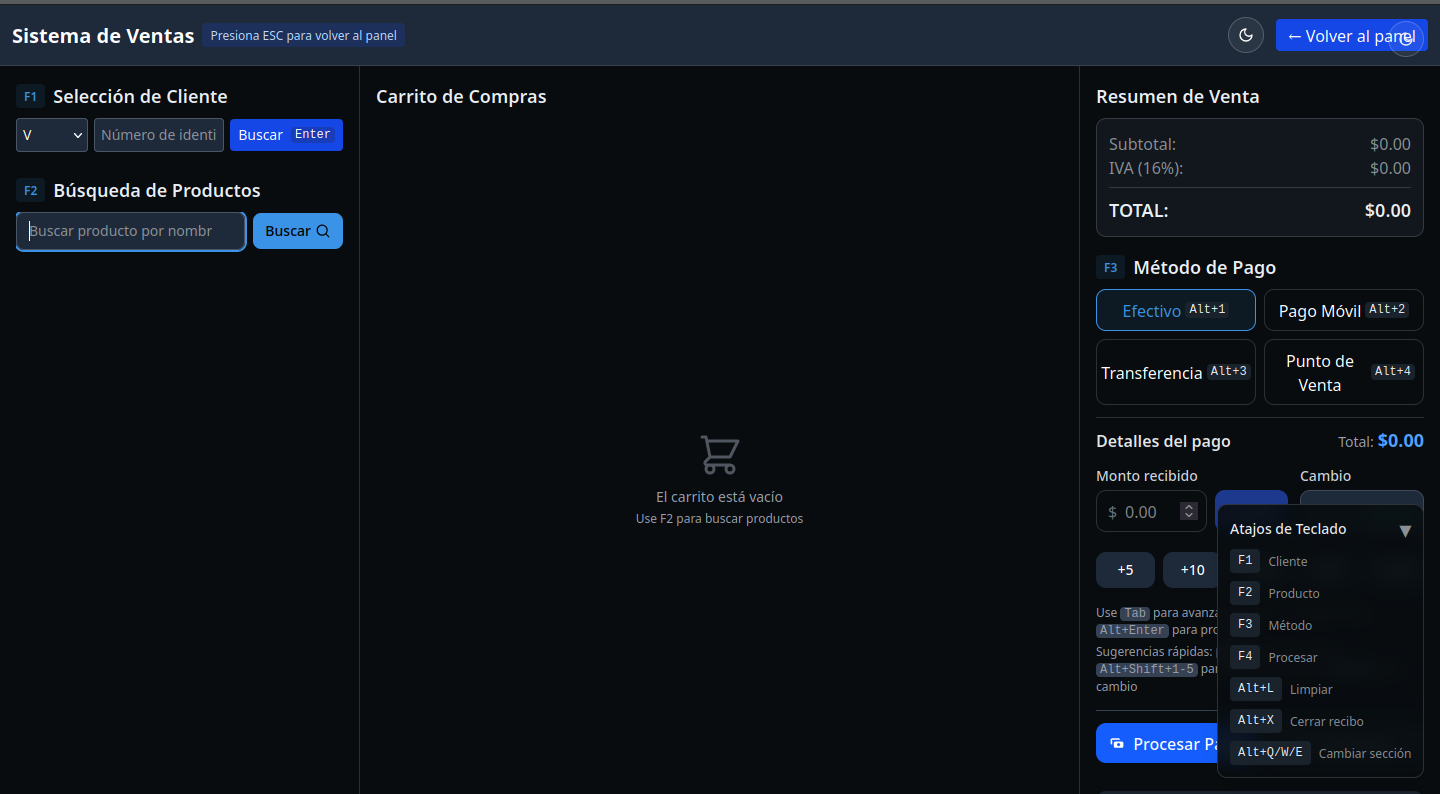 Sistema de Ventas
Presiona ESC para volver al panel
← Volver al panel
F1 Selección de Cliente
V
Número de identi
Buscar Enter
F2 Búsqueda de Productos
Buscar producto por nombr
Buscar
Carrito de Compras
El carrito está vacío
Use F2 para buscar productos
Resumen de Venta
Subtotal: $0.00
IVA (16%): $0.00
TOTAL: $0.00
F3 Método de Pago
Efectivo Alt+1
Pago Móvil Alt+2
Transferencia Alt+3
Punto de
Venta
Alt+4
Detalles del pago Total: $0.00
Monto recibido
Cambio
$ 0.00
+5
+10
Use Tab para avanza
Alt+Enter para pro
Sugerencias rápidas:
Alt+Shift+1-5 par
cambio
Procesar Pa
Atajos de Teclado ▼
F1 Cliente
F2 Producto
F3 Método
F4 Procesar
Alt+L Limpiar
Alt+X Cerrar recibo
Alt+Q/W/E Cambiar sección